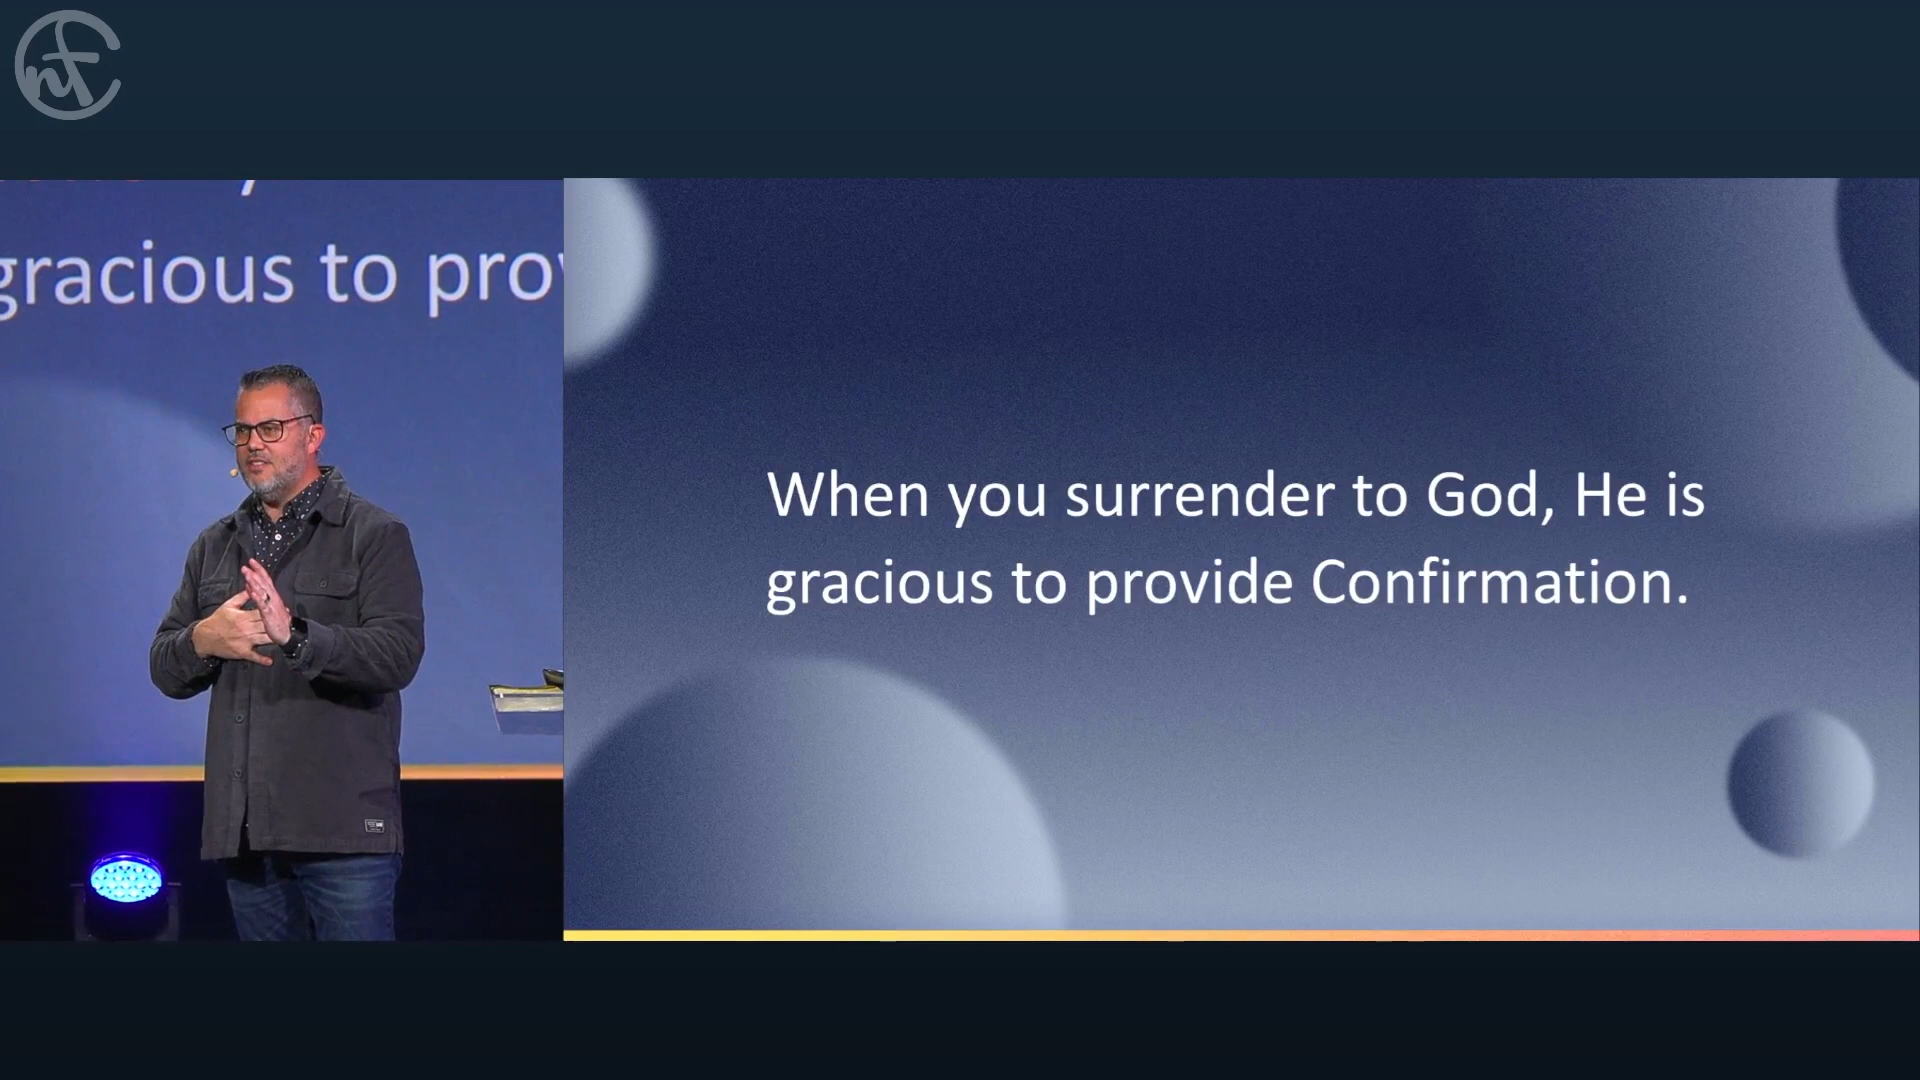 gracious to pro
When you surrender to God, He is
gracious to provide Confirmation.